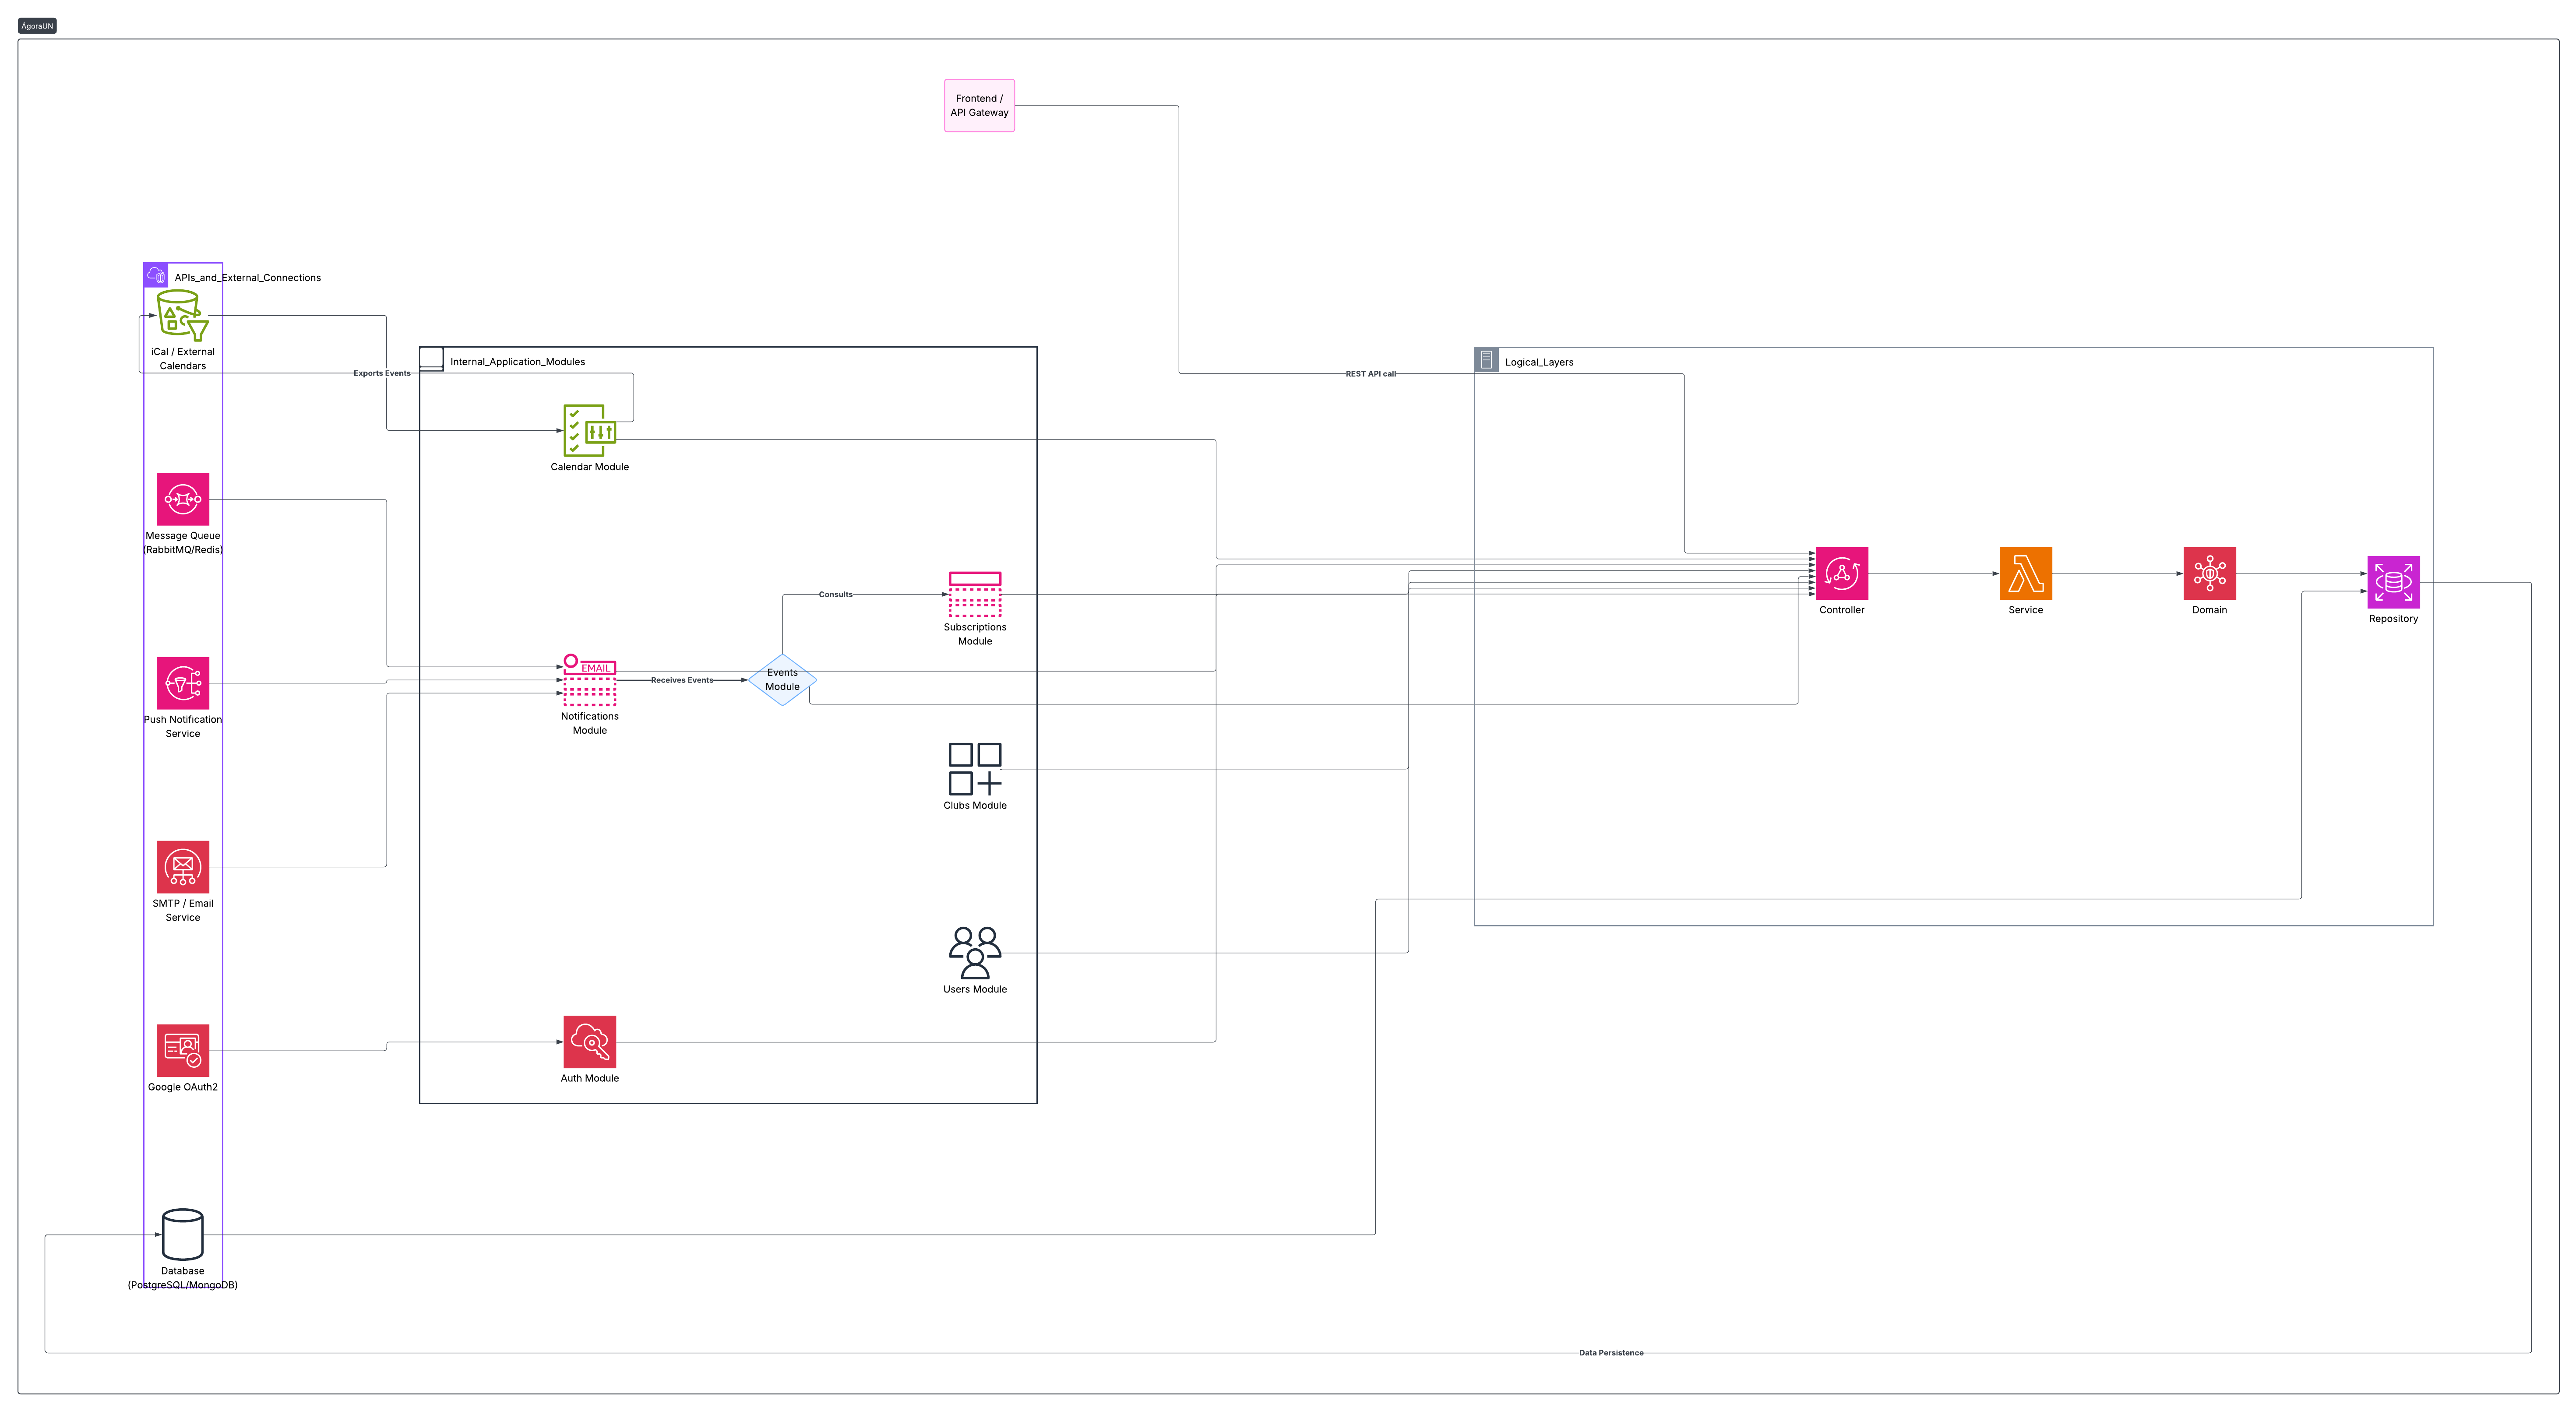 ÁgoraUN
Frontend /
API Gateway
APIs_and_External_Connections
iCal / External
Calendars
Exports Events
Internal_Application_Modules
REST API call
Logical_Layers
Calendar Module
Message Queue
(RabbitMQ/Redis)
Consults
Subscriptions
Module
Controller
Service
Domain
Repository
EMAIL
Receives Events
Events
Module
Notifications
Module
Push Notification
Service
Clubs Module
SMTP / Email
Service
Users Module
Google OAuth2
Auth Module
Database
(PostgreSQL/MongoDB)
Data Persistence